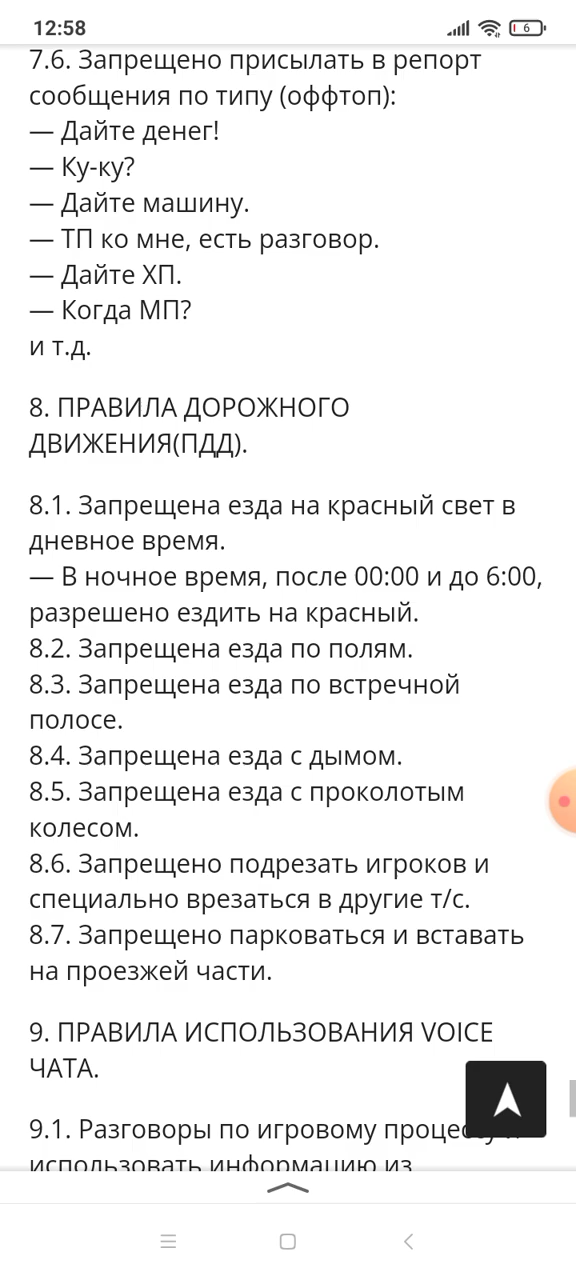 12:58
6
7.6. Запрещено присылать в репорт
сообщения по типу (оффтоп):
— Дайте денег!
— Ку-ку?
— Дайте машину.
— ТП ко мне, есть разговор.
— Дайте ХП.
— Когда МП?
и т.д.
8. ПРАВИЛА ДОРОЖНОГО
ДВИЖЕНИЯ(ПДД).
8.1. Запрещена езда на красный свет в
дневное время.
— В ночное время, после 00:00 и до 6:00,
разрешено ездить на красный.
8.2. Запрещена езда по полям.
8.3. Запрещена езда по встречной
полосе.
8.4. Запрещена езда с дымом.
8.5. Запрещена езда с проколотым
колесом.
8.6. Запрещено подрезать игроков и
специально врезаться в другие т/с.
8.7. Запрещено парковаться и вставать
на проезжей части.
9. ПРАВИЛА ИСПОЛЬЗОВАНИЯ VOICE
ЧАТА.
9.1. Разговоры по игровому процессу
использовать информацию из